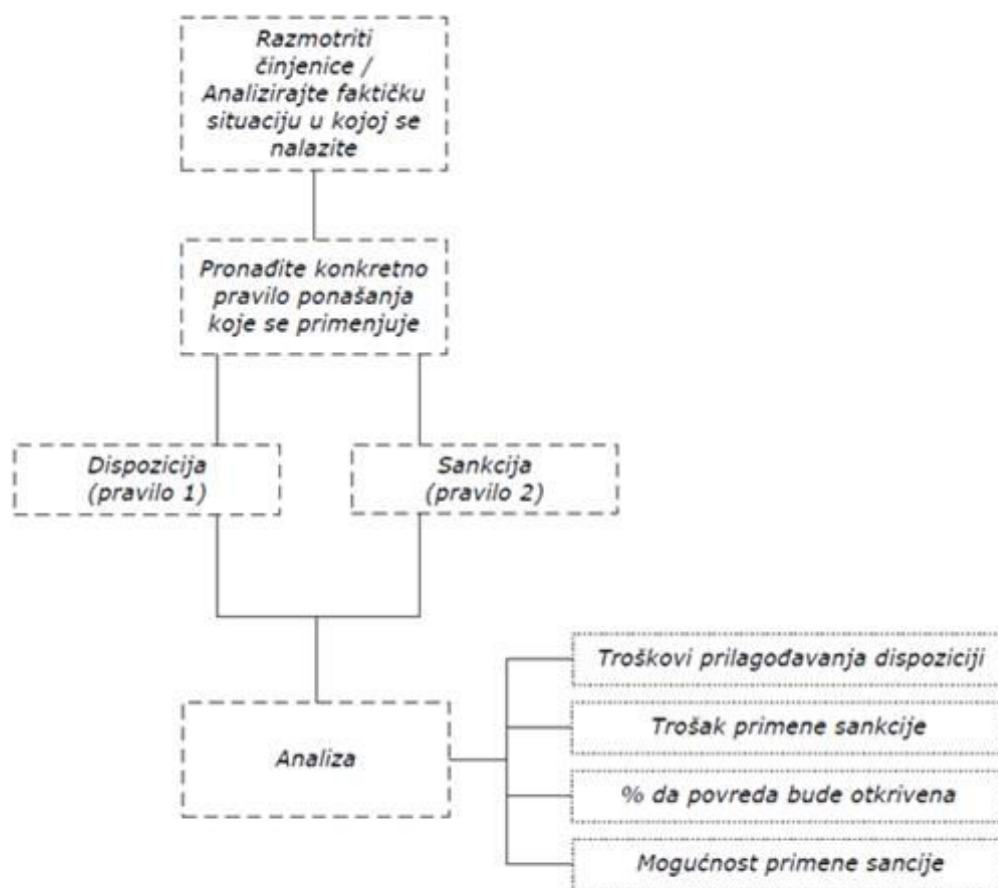 Razmotriti
činjenice /
Analizirajte faktičku
situaciju u kojoj se
nalazite
Pronađite konkretno
pravilo ponašanja
koje se primenjuje
Dispozicija
(pravilo 1)
Sankcija
(pravilo 2)
Analiza
Troškovi prilagođavanja dispoziciji
Trošak primene sankcije
% da povreda bude otkrivena
Mogućnost primene sancije